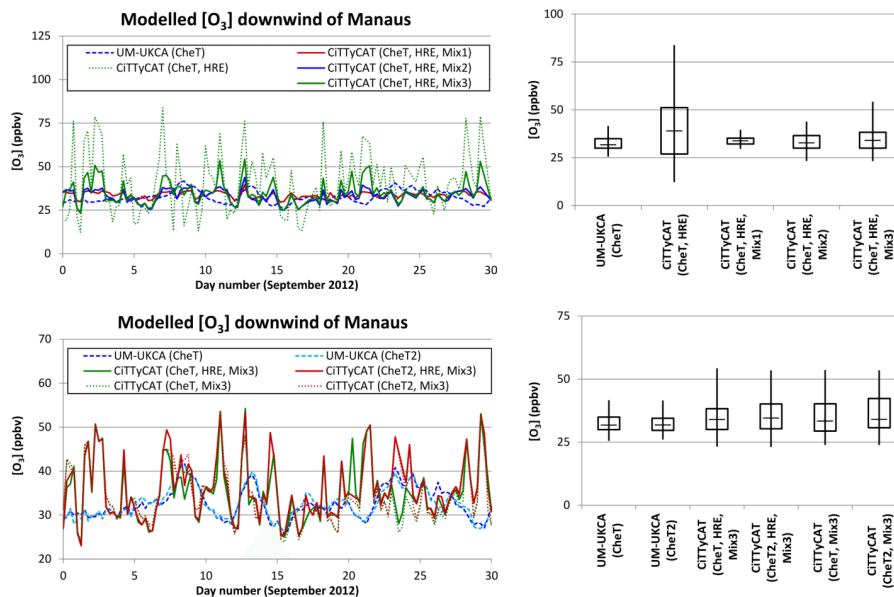 Modelled [O₃] downwind of Manaus
125
100
75
50
25
0
[O₃] (ppbv)
UM-UKCA (CheT)
CiTTyCAT (CheT, HRE, Mix1)
CiTTyCAT (CheT, HRE)
CiTTyCAT (CheT, HRE, Mix2)
CiTTyCAT (CheT, HRE, Mix3)
0 5 10 15 20 25 30
Day number (September 2012)
100
75
50
25
0
[O₃] (ppbv)
UM-UKCA
(CheT)
CiTTyCAT
(CheT, HRE)
CiTTyCAT
(CheT, HRE,
Mix1)
CiTTyCAT
(CheT, HRE,
Mix2)
CiTTyCAT
(CheT, HRE,
Mix3)
Modelled [O₃] downwind of Manaus
70
60
50
40
30
20
[O₃] (ppbv)
UM-UKCA (CheT)
UM-UKCA (CheT2)
CiTTyCAT (CheT, HRE, Mix3)
CiTTyCAT (CheT2, HRE, Mix3)
CiTTyCAT (CheT, Mix3)
CiTTyCAT (CheT2, Mix3)
0 5 10 15 20 25 30
Day number (September 2012)
75
50
25
0
[O₃] (ppbv)
UM-UKCA
(CheT)
UM-UKCA
(CheT2)
CiTTyCAT
(CheT, HRE,
Mix3)
CiTTyCAT
(CheT2, HRE,
Mix3)
CiTTyCAT
(CheT, Mix3)
CiTTyCAT
(CheT2, Mix3)